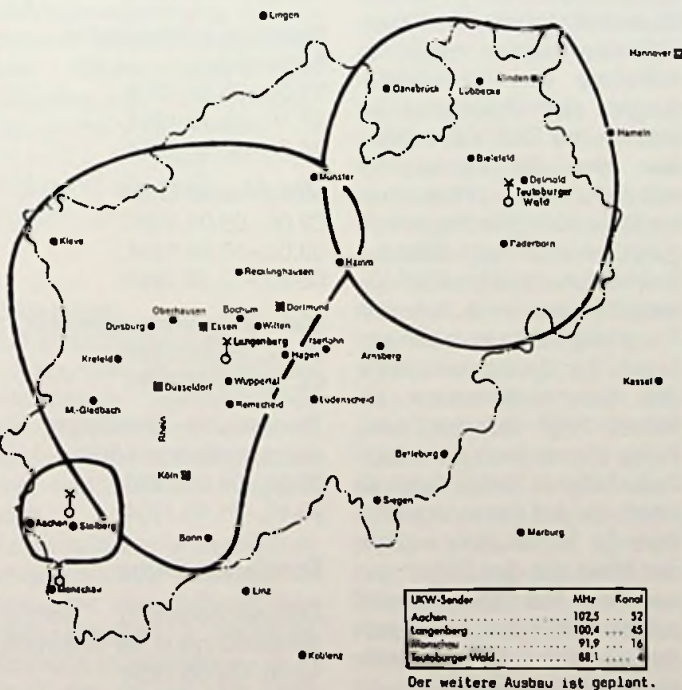 Lingen
Hannover
Minden
Osnabrück
Lübbecke
Hameln
Bielefeld
Münster
Detmold
Teutoburger
Wald
Kleve
Paderborn
Hamm
Recklinghausen
Oberhausen
Bochum
Dortmund
Duisburg
Essen
Witten
Langenberg
Iserlohn
Krefeld
Hagen
Arnsberg
Kassel
Düsseldorf
Wuppertal
M.-Gladbach
Remscheid
Lüdenscheid
Rhein
Berleburg
Köln
Siegen
Aachen
Stolberg
Bonn
Marburg
Monschau
Linz
Koblenz
UKW-Sender MHz Kanal
Aachen 102,5 ... 52
Langenberg 100,4 ... 45
Monschau 91,9 ... 16
Teutoburger Wald 88,1 .... 4
Der weitere Ausbau ist geplant.